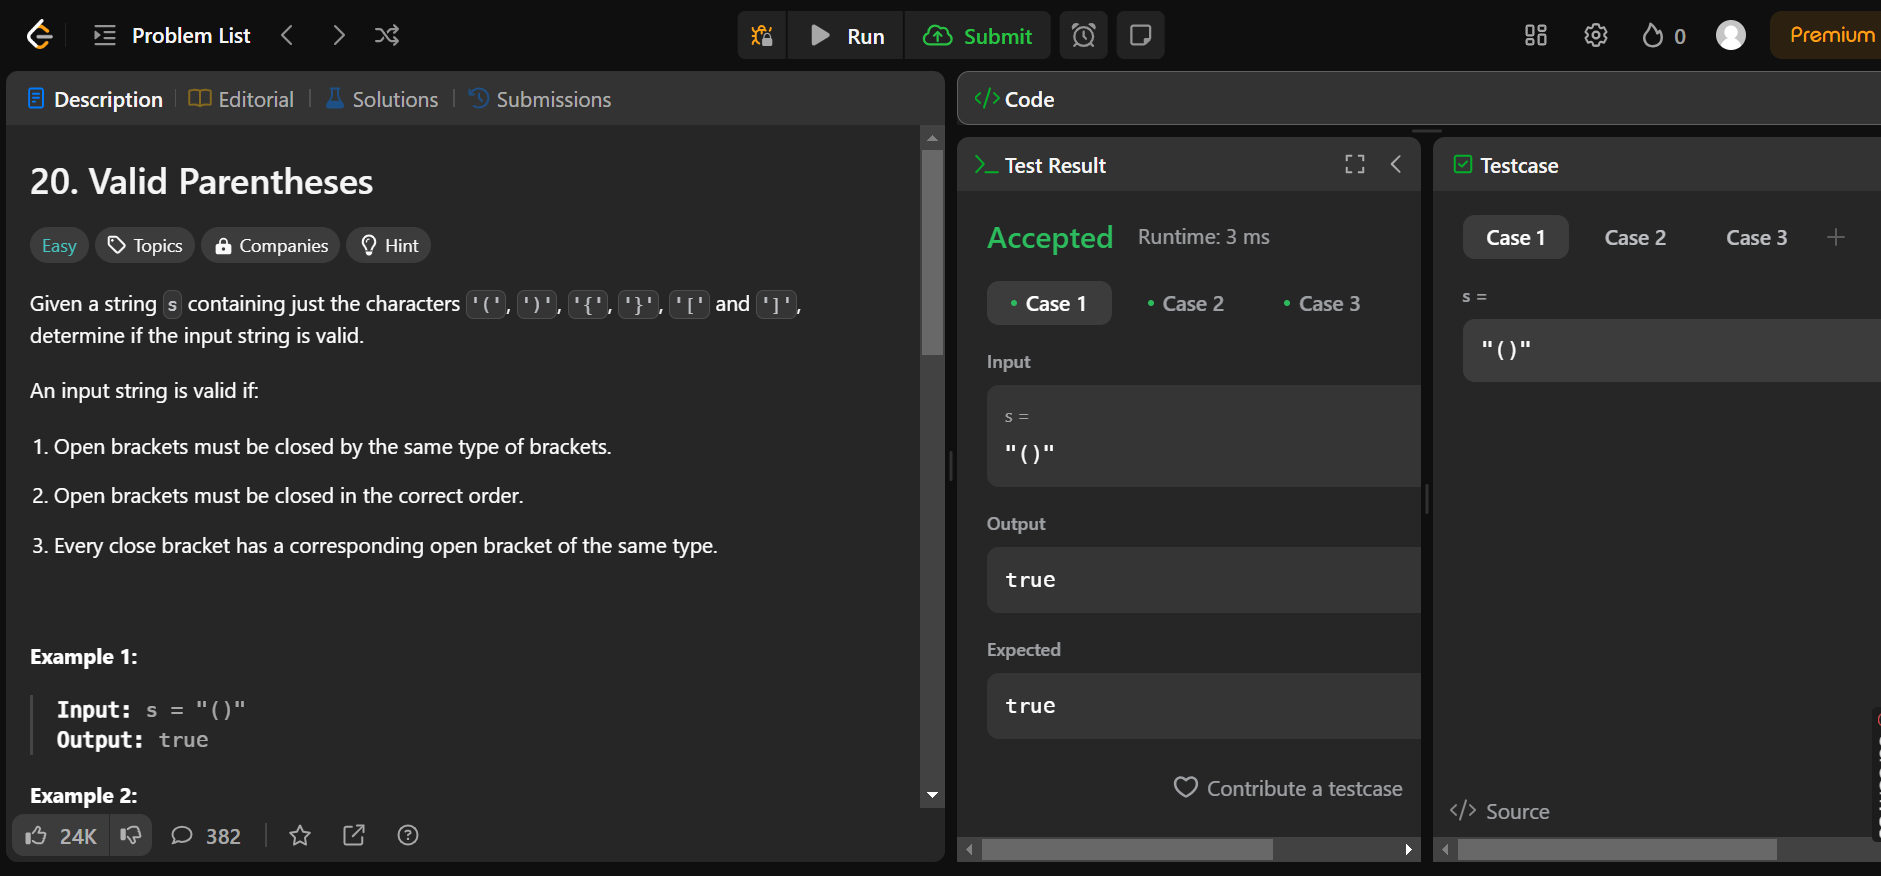 Problem List
Run
Submit
0
Premium
Description
Editorial
Solutions
Submissions
20. Valid Parentheses
Easy
Topics
Companies
Hint
Given a string s containing just the characters '(', ')', '{', '}', '[' and ']',
determine if the input string is valid.
An input string is valid if:
1. Open brackets must be closed by the same type of brackets.
2. Open brackets must be closed in the correct order.
3. Every close bracket has a corresponding open bracket of the same type.
Example 1:
Input: s = "()"
Output: true
Example 2:
24K
382
</> Code
Test Result
Accepted Runtime: 3 ms
• Case 1 • Case 2 • Case 3
Input
s =
"()"
Output
true
Expected
true
Contribute a testcase
Testcase
Case 1 Case 2 Case 3 +
s =
"()"
</> Source